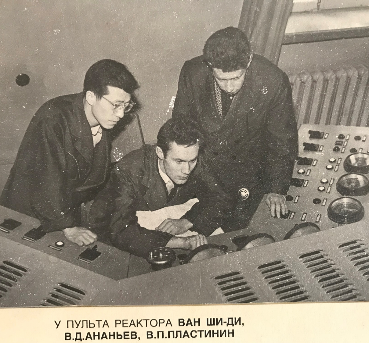 У ПУЛЬТА РЕАКТОРА ВАН ШИ-ДИ,
В.Д.АНАНЬЕВ, В.П.ПЛАСТИНИН